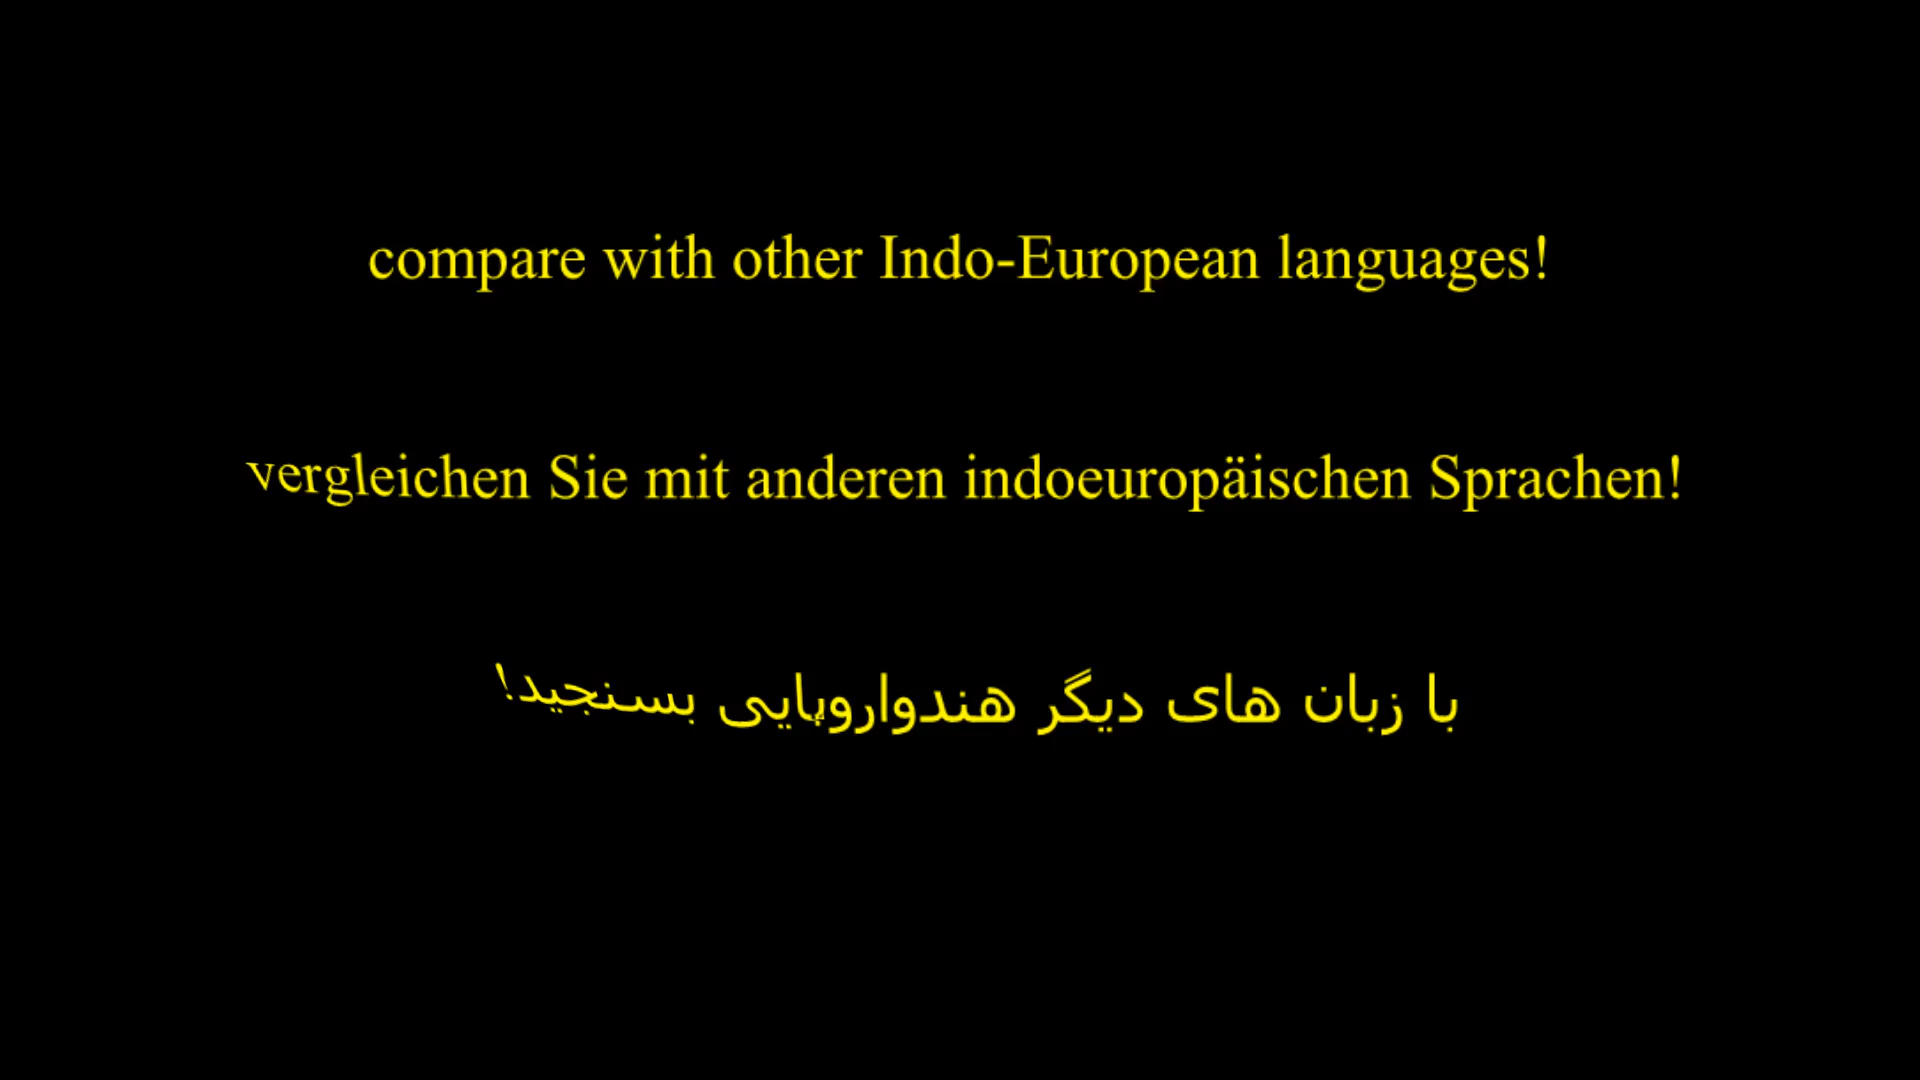 compare with other Indo-European languages!
vergleichen Sie mit anderen indoeuropäischen Sprachen!
با زبان های دیگر هندواروپایی بسنجید!